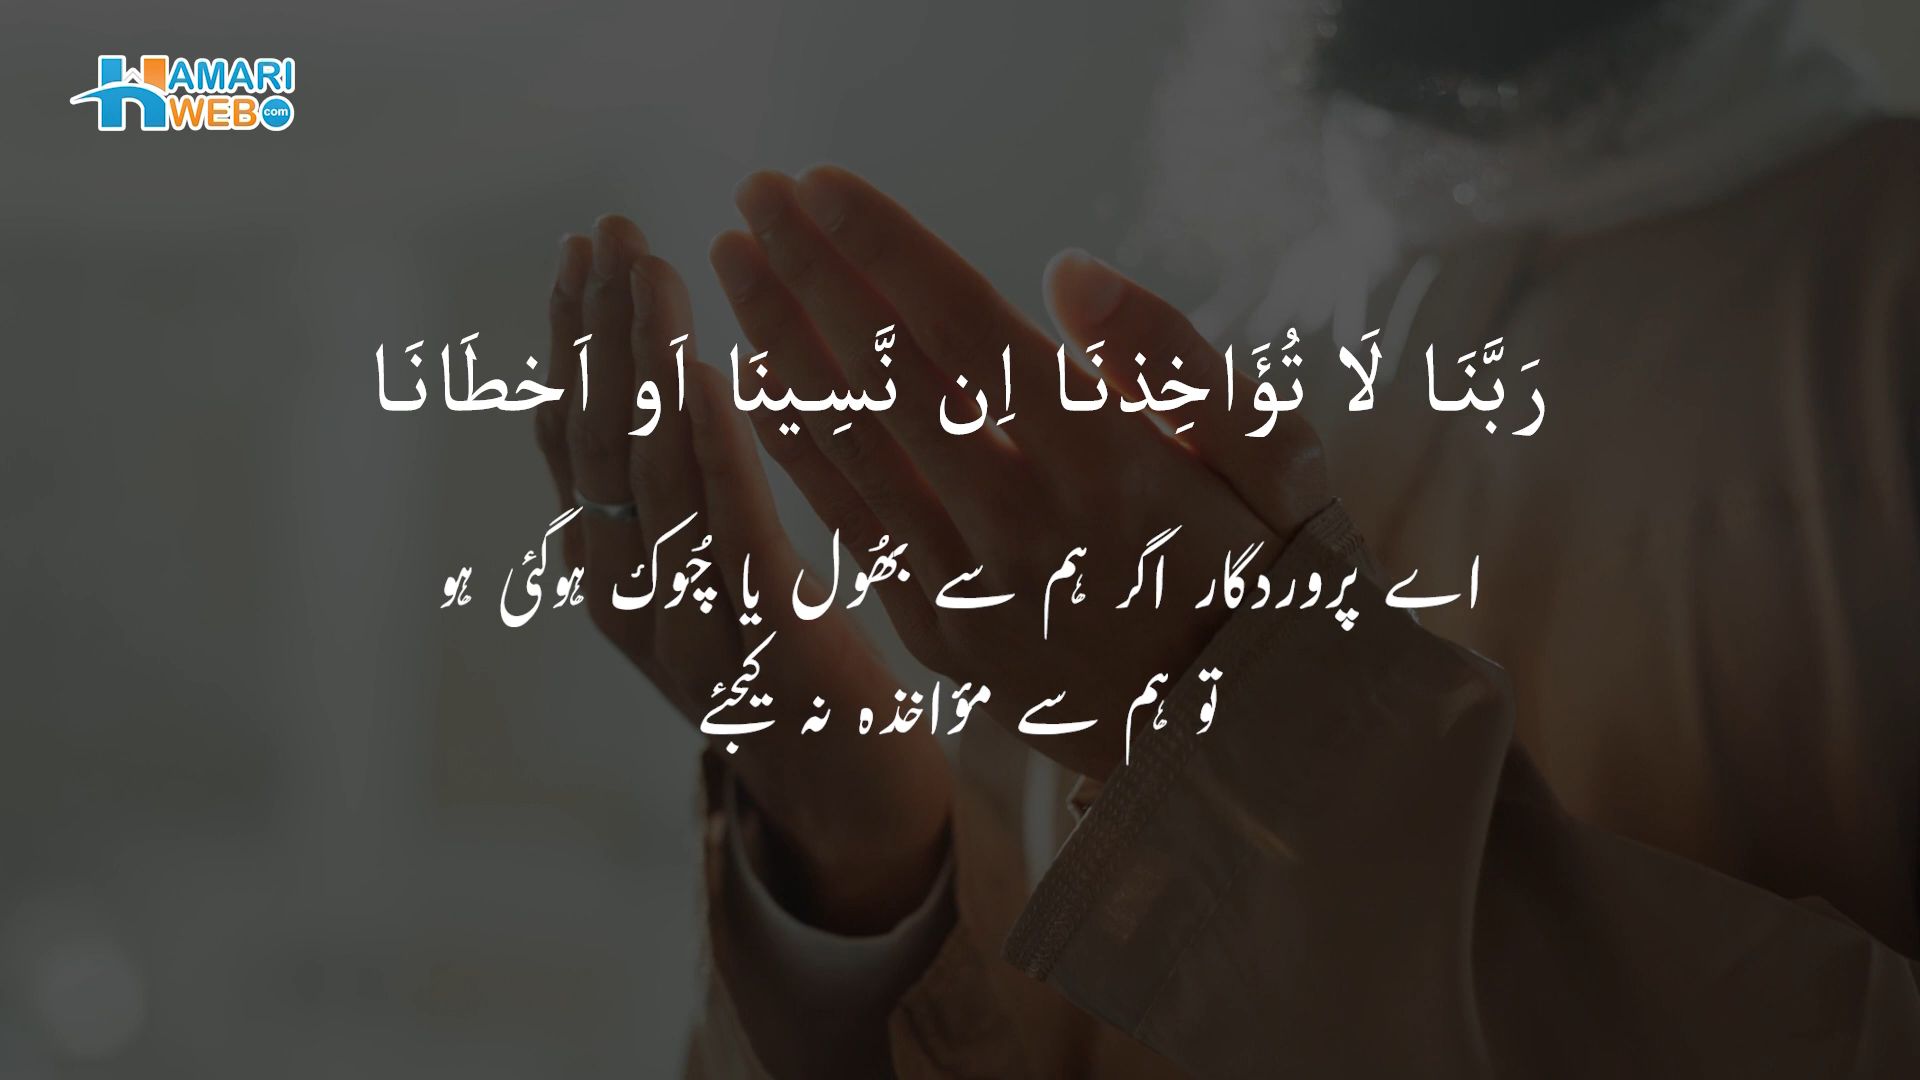 HAMARI
WEB.com
رَبَّنَا لَا تُؤَاخِذنَا اِن نَّسِينَا اَو اَخطَانَا
اے پروردگار اگر ہم سے بھُول یا چُوک ہوگئی ہو
تو ہم سے مؤاخذہ نہ کیجئے